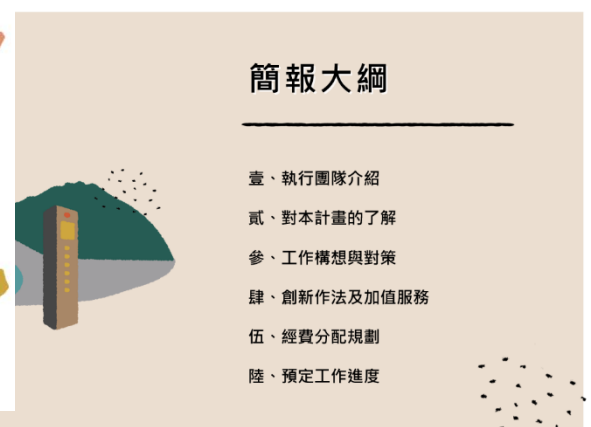 簡報大綱
壹、執行團隊介紹
貳、對本計畫的了解
參、工作構想與對策
肆、創新作法及加值服務
伍、經費分配規劃
陸、預定工作進度